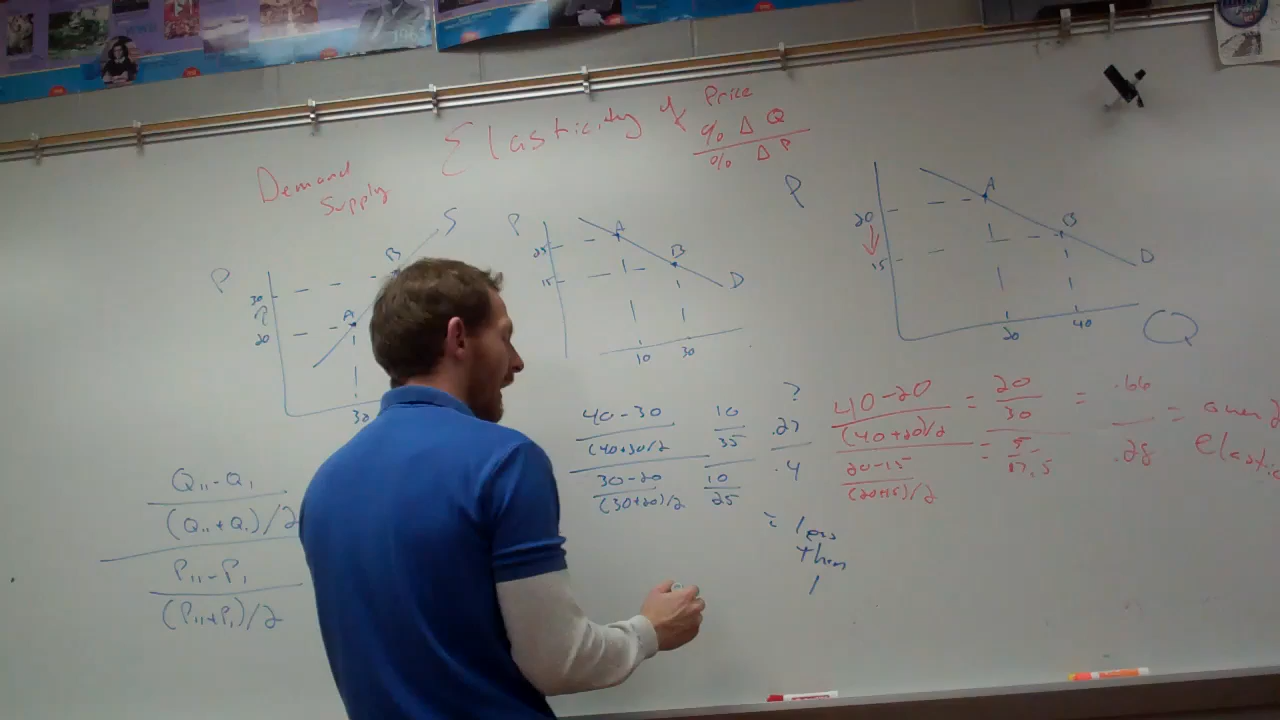 Elasticity of Price
% Δ Q
% Δ P
Demand
Supply
S
B
P
30
A
20
30
P
25
A
B
15
D
10 30
P
A
20
B
15
D
20 40
Q
Q11-Q1
(Q11+Q1)/2
P11-P1
(P11+P1)/2
40-30
(40+30)/2
30-20
(30+20)/2
10
35
10
25
?
.27
.4
= less
then
1
40-20
(40+20)/2
20-15
(20+15)/2
= 20
30
= 5
17.5
= .66
.28
= over
Elastic